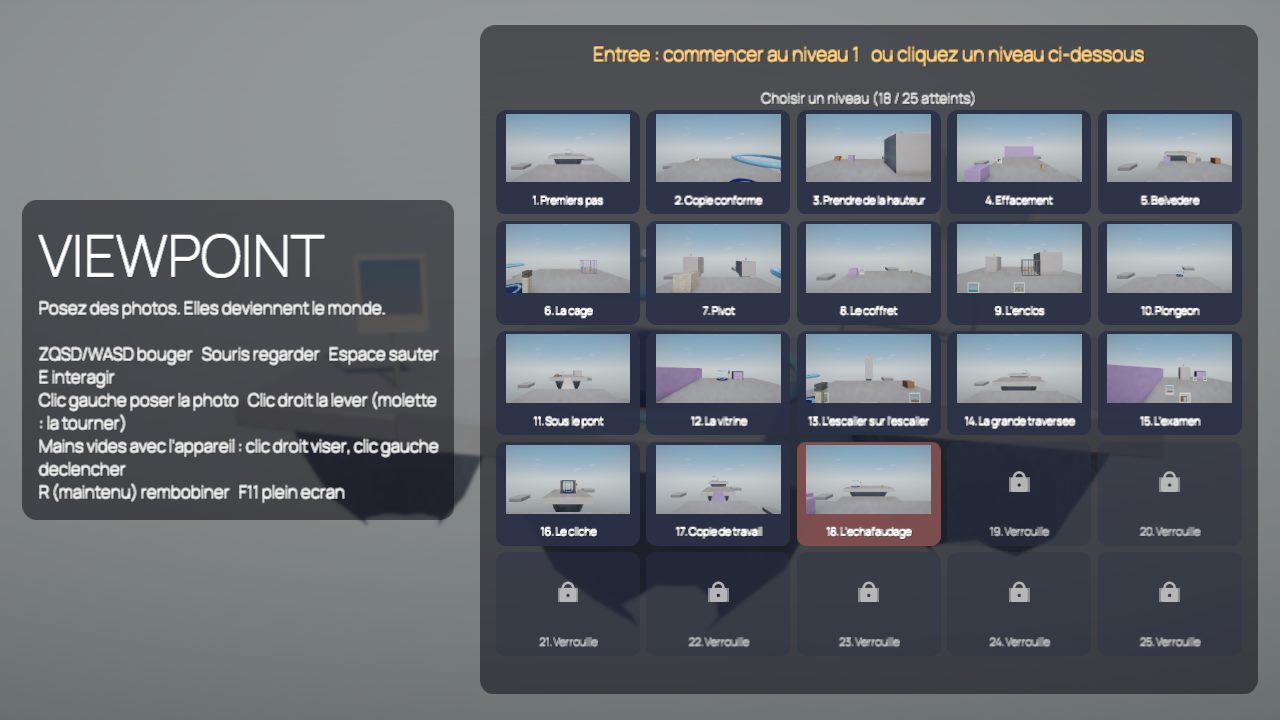 VIEWPOINT
Posez des photos. Elles deviennent le monde.
ZQSD/WASD bouger Souris regarder Espace sauter
E interagir
Clic gauche poser la photo Clic droit la lever (molette
: la tourner)
Mains vides avec l'appareil : clic droit viser, clic gauche
declencher
R (maintenu) rembobiner F11 plein ecran
Entree : commencer au niveau 1 ou cliquez un niveau ci-dessous
Choisir un niveau (18 / 25 atteints)
1. Premiers pas
2. Copie conforme
3. Prendre de la hauteur
4. Effacement
5. Belvedere
6. La cage
7. Pivot
8. Le coffret
9. L'enclos
10. Plongeon
11. Sous le pont
12. La vitrine
13. L'escalier sur l'escalier
14. La grande traversee
15. L'examen
16. Le cliche
17. Copie de travail
18. L'echafaudage
19. Verrouille
20. Verrouille
21. Verrouille
22. Verrouille
23. Verrouille
24. Verrouille
25. Verrouille